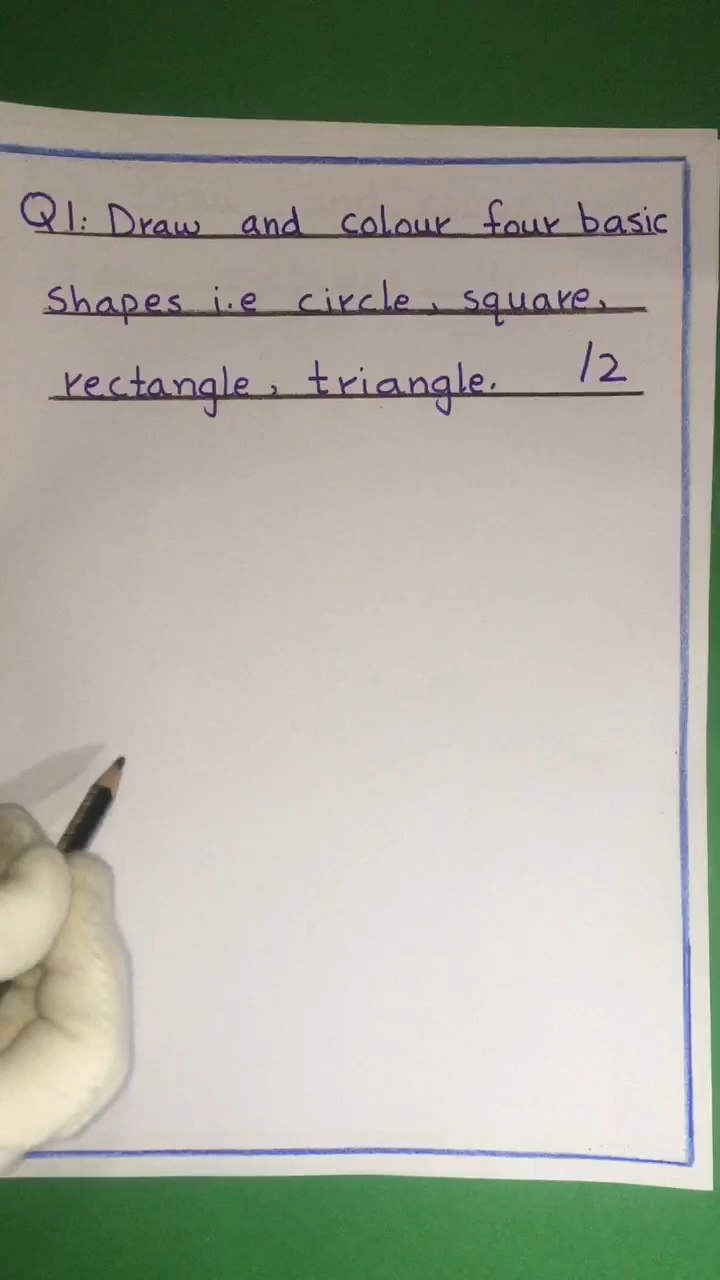 Q1: Draw and colour four basic
shapes i.e circle, square,
rectangle, triangle. /2